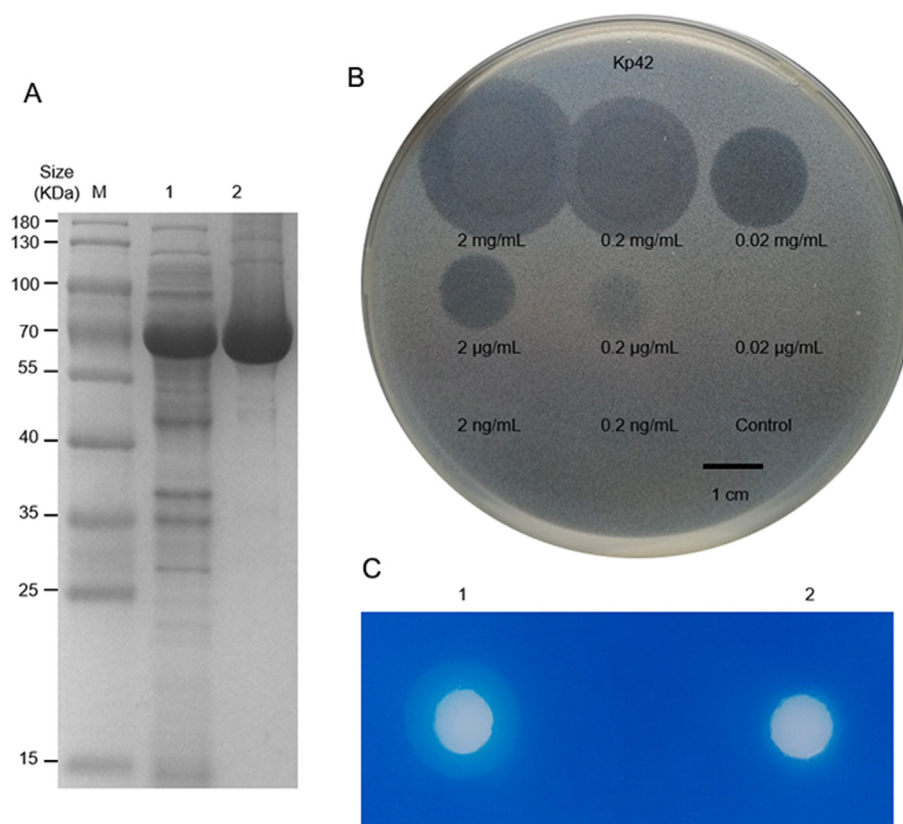 A
Size
(KDa) M 1 2
180
130
100
70
55
40
35
25
15
B
Kp42
2 mg/mL 0.2 mg/mL 0.02 mg/mL
2 µg/mL 0.2 µg/mL 0.02 µg/mL
2 ng/mL 0.2 ng/mL Control
1 cm
C
1 2